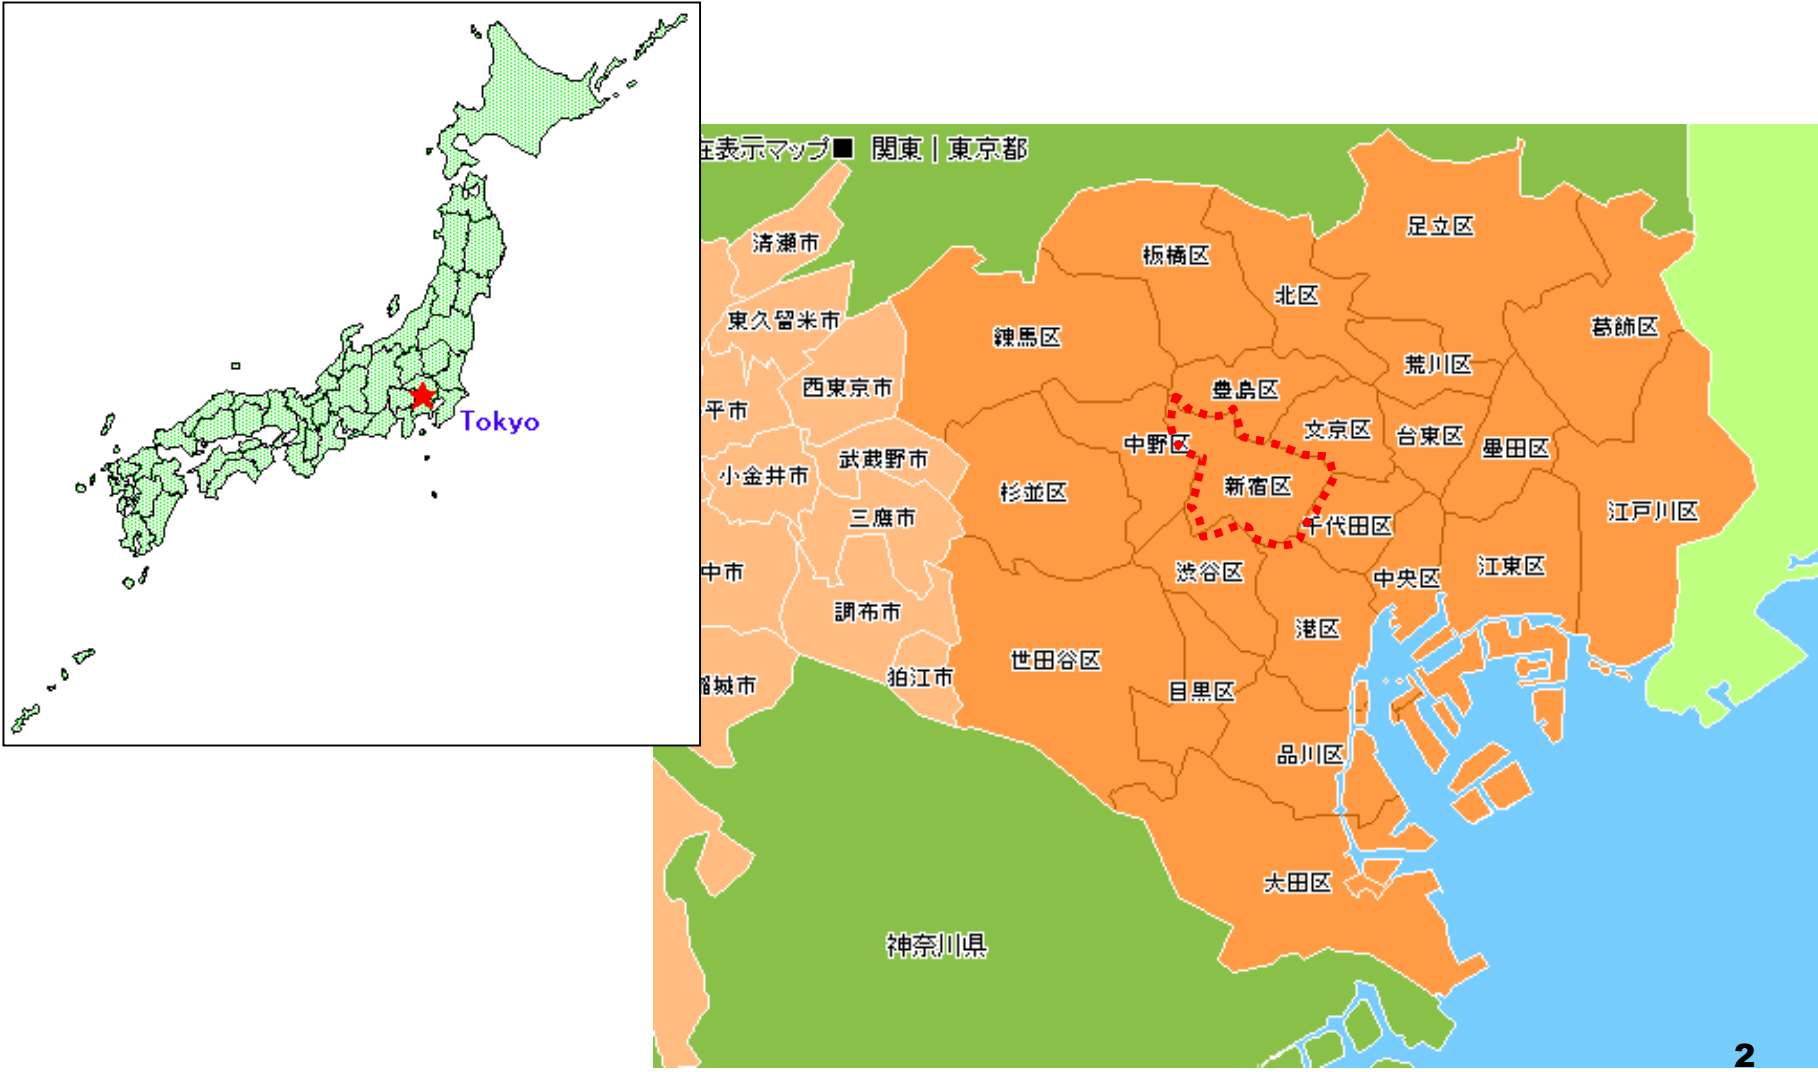 Tokyo
在表示マップ■ 関東 | 東京都
足立区
清瀬市
板橋区
北区
東久留米市
葛飾区
練馬区
荒川区
西東京市
豊島区
平市
文京区
台東区
中野区
墨田区
武蔵野市
小金井市
新宿区
杉並区
江戸川区
三鷹市
千代田区
中市
渋谷区
江東区
中央区
調布市
港区
世田谷区
狛江市
稲城市
目黒区
品川区
大田区
神奈川県
2